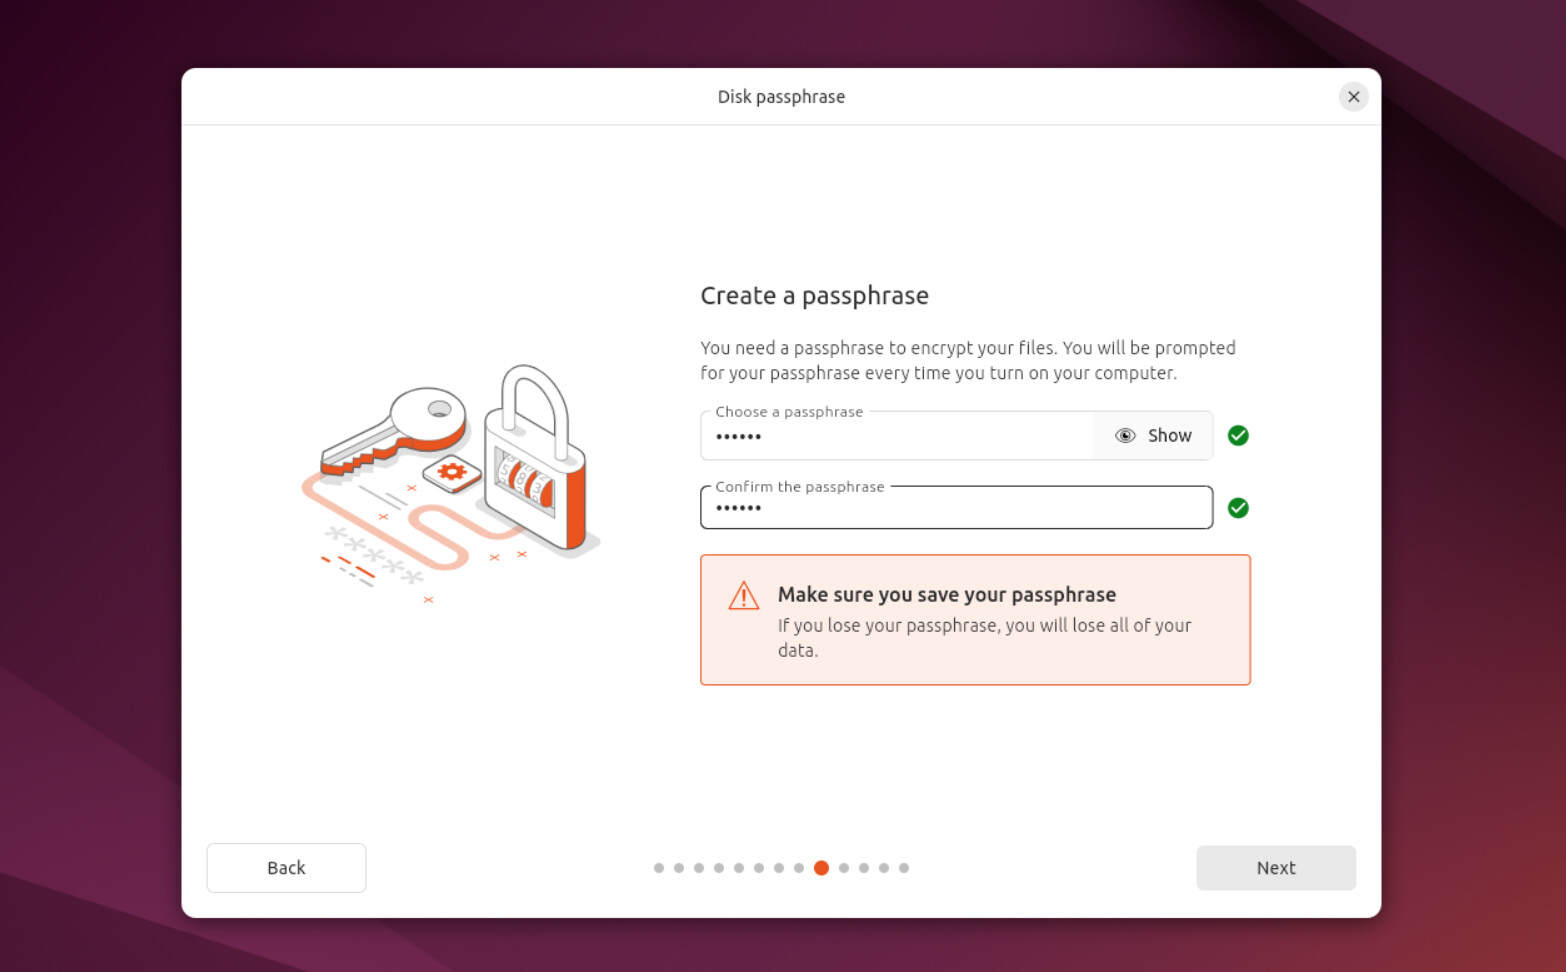 Disk passphrase
Create a passphrase
You need a passphrase to encrypt your files. You will be prompted
for your passphrase every time you turn on your computer.
Choose a passphrase
••••••
Show
Confirm the passphrase
••••••
Make sure you save your passphrase
If you lose your passphrase, you will lose all of your
data.
Back
Next